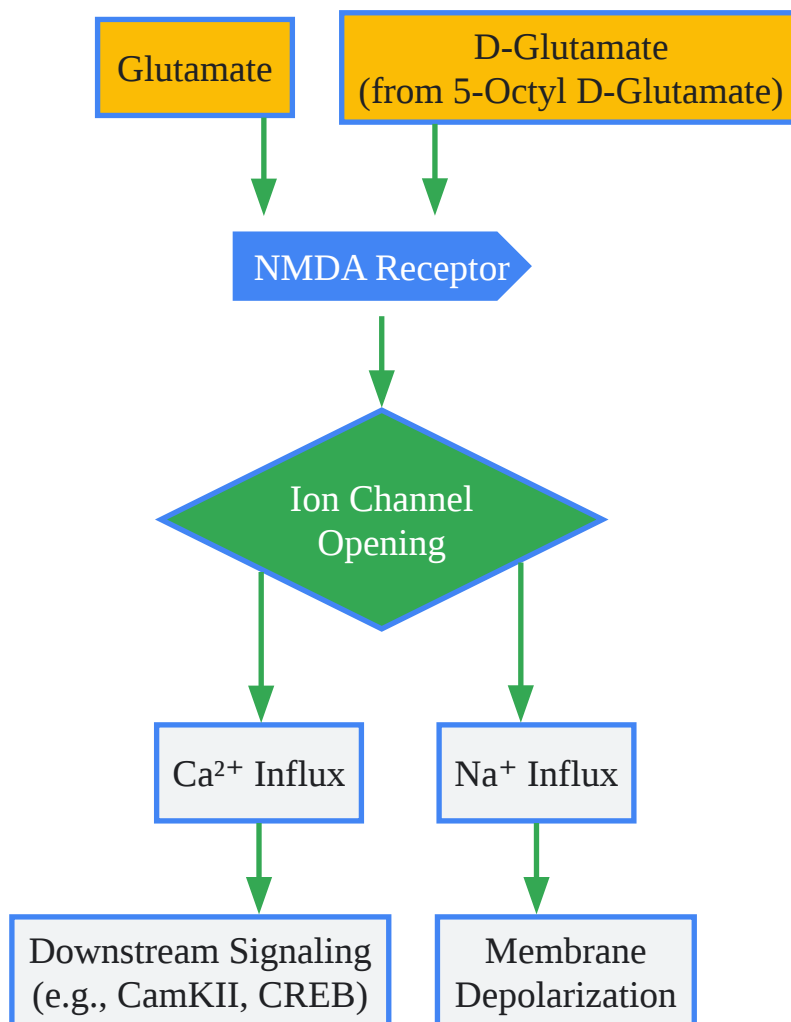 Glutamate
D-Glutamate
(from 5-Octyl D-Glutamate)
NMDA Receptor
Ion Channel
Opening
Ca²⁺ Influx
Na⁺ Influx
Downstream Signaling
(e.g., CamKII, CREB)
Membrane
Depolarization